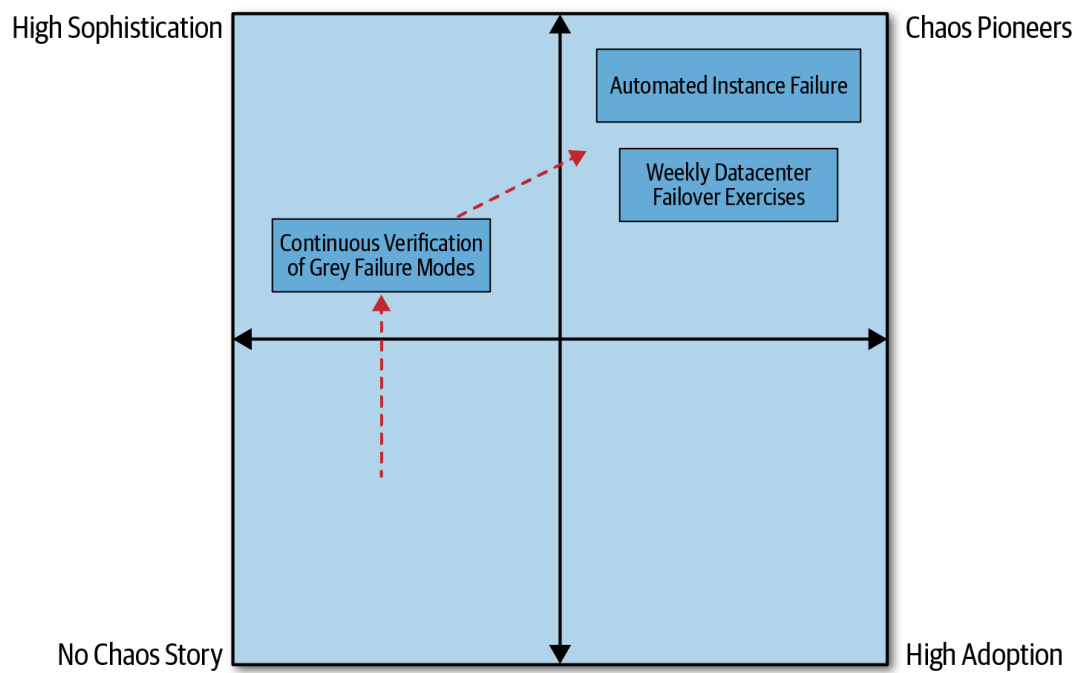 High Sophistication
Chaos Pioneers
Automated Instance Failure
Weekly Datacenter
Failover Exercises
Continuous Verification
of Grey Failure Modes
No Chaos Story
High Adoption